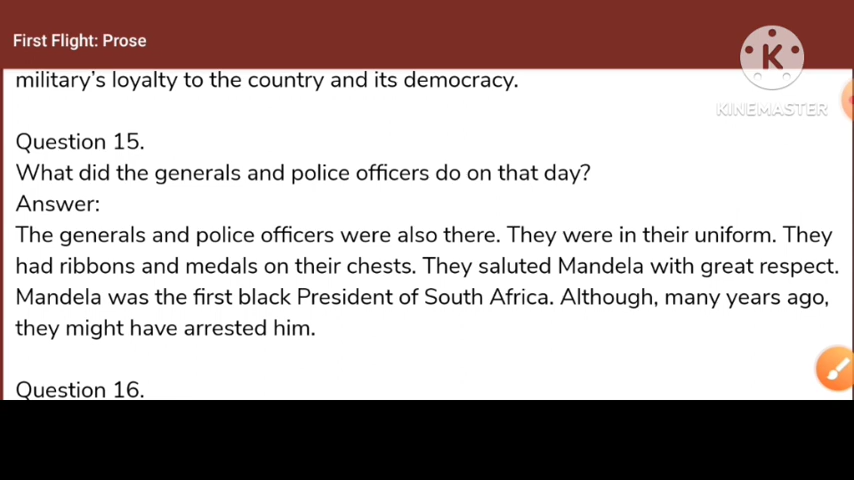 First Flight: Prose
K
KINEMASTER
military's loyalty to the country and its democracy.
Question 15.
What did the generals and police officers do on that day?
Answer:
The generals and police officers were also there. They were in their uniform. They
had ribbons and medals on their chests. They saluted Mandela with great respect.
Mandela was the first black President of South Africa. Although, many years ago,
they might have arrested him.
Question 16.